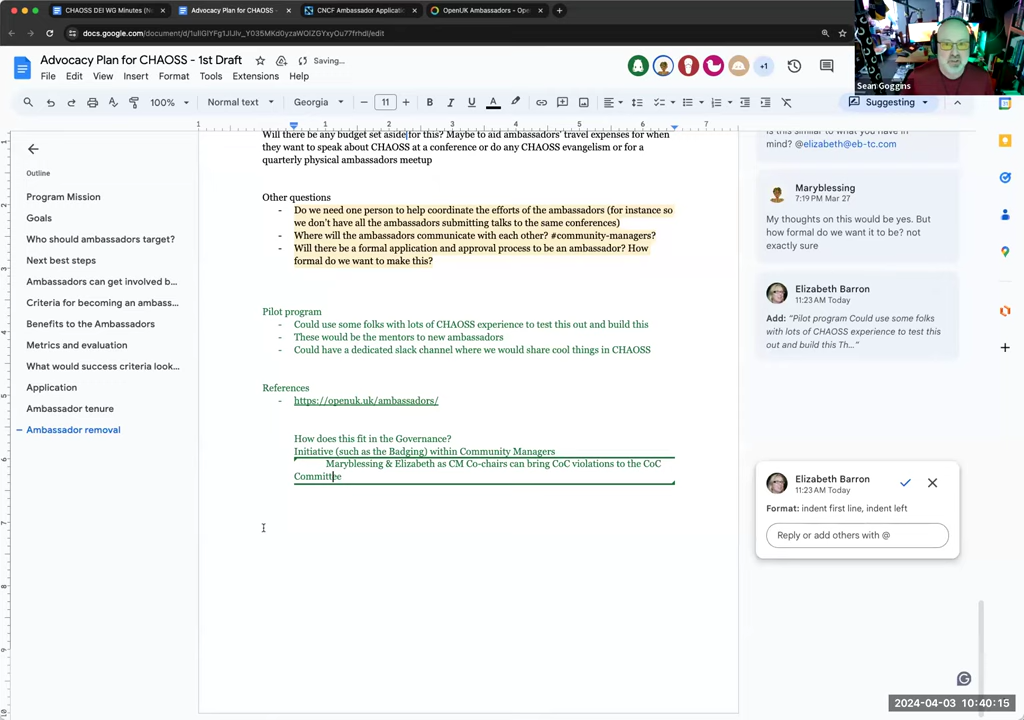 CHAOSS DEI WG Minutes (N
Advocacy Plan for CHAOSS -
CNCF Ambassador Applicatio
OpenUK Ambassadors - Ope
docs.google.com/document/d/
Advocacy Plan for CHAOSS - 1st Draft
Saving...
File Edit View Insert Format Tools Extensions Help
+1
Sean Goggins
100%
Normal text
Georgia
11
B I U A
Suggesting
1 1 2 3 4 5 6 7
Outline
Program Mission
Goals
Who should ambassadors target?
Next best steps
Ambassadors can get involved b...
Criteria for becoming an ambass...
Benefits to the Ambassadors
Metrics and evaluation
What would success criteria look...
Application
Ambassador tenure
Ambassador removal
Will there be any budget set aside for this? Maybe to aid ambassadors' travel expenses for when
they want to speak about CHAOSS at a conference or do any CHAOSS evangelism or for a
quarterly physical ambassadors meetup
Other questions
- Do we need one person to help coordinate the efforts of the ambassadors (for instance so
we don't have all the ambassadors submitting talks to the same conferences)
- Where will the ambassadors communicate with each other? #community-managers?
- Will there be a formal application and approval process to be an ambassador? How
formal do we want to make this?
Pilot program
- Could use some folks with lots of CHAOSS experience to test this out and build this
- These would be the mentors to new ambassadors
- Could have a dedicated slack channel where we would share cool things in CHAOSS
References
- https://openuk.uk/ambassadors/
How does this fit in the Governance?
Initiative (such as the Badging) within Community Managers
Maryblessing & Elizabeth as CM Co-chairs can bring CoC violations to the CoC
Committee
Is this similar to what you have in
mind? @elizabeth@eb-tc.com
Maryblessing
7:19 PM Mar 27
My thoughts on this would be yes. But
how formal do we want it to be? not
exactly sure
Elizabeth Barron
11:23 AM Today
Add: "Pilot program Could use some folks
with lots of CHAOSS experience to test this
out and build this Th..."
Elizabeth Barron
11:23 AM Today
Format: indent first line, indent left
Reply or add others with @
2024-04-03 10:40:15